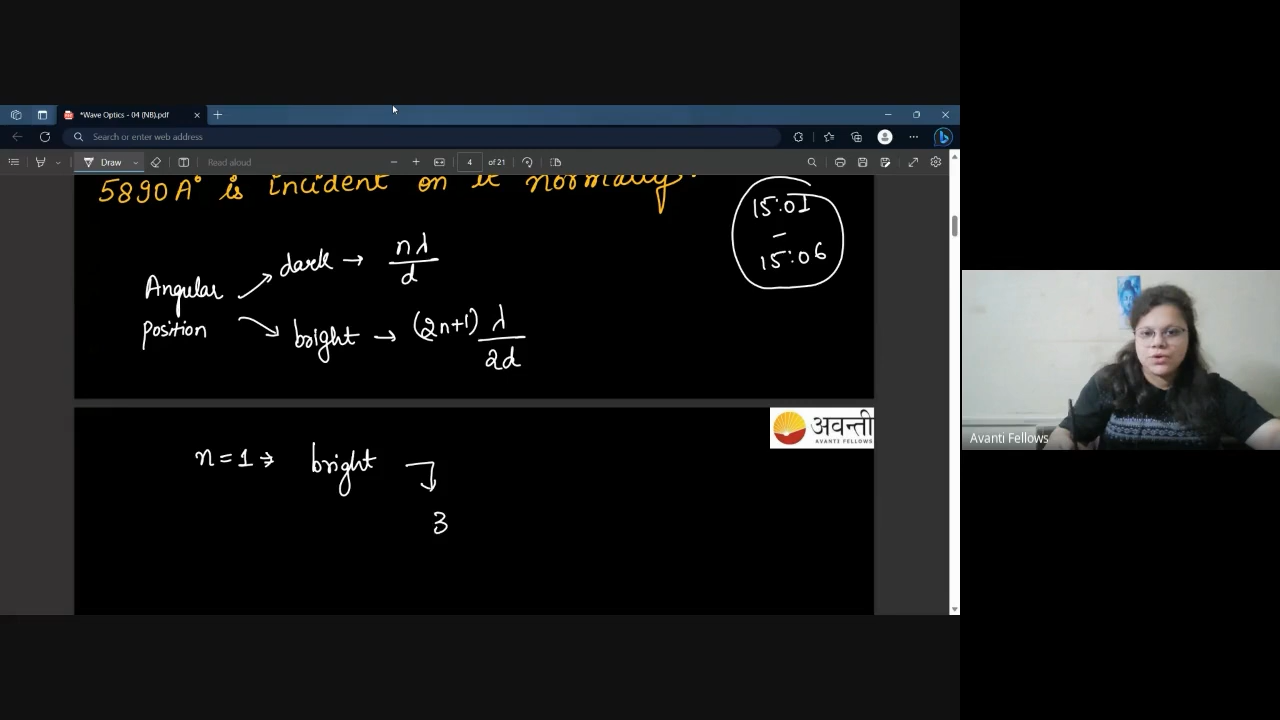 *Wave Optics - 04 (NB).pdf
Search or enter web address
Draw
Read aloud
4 of 21
5890 A° is incident on it normally.
15:01
–
15:06
Angular position
dark → nλ/d
bright → (2n+1) λ/2d
अवन्ती
AVANTI FELLOWS
n = 1 → bright
3
Avanti Fellows